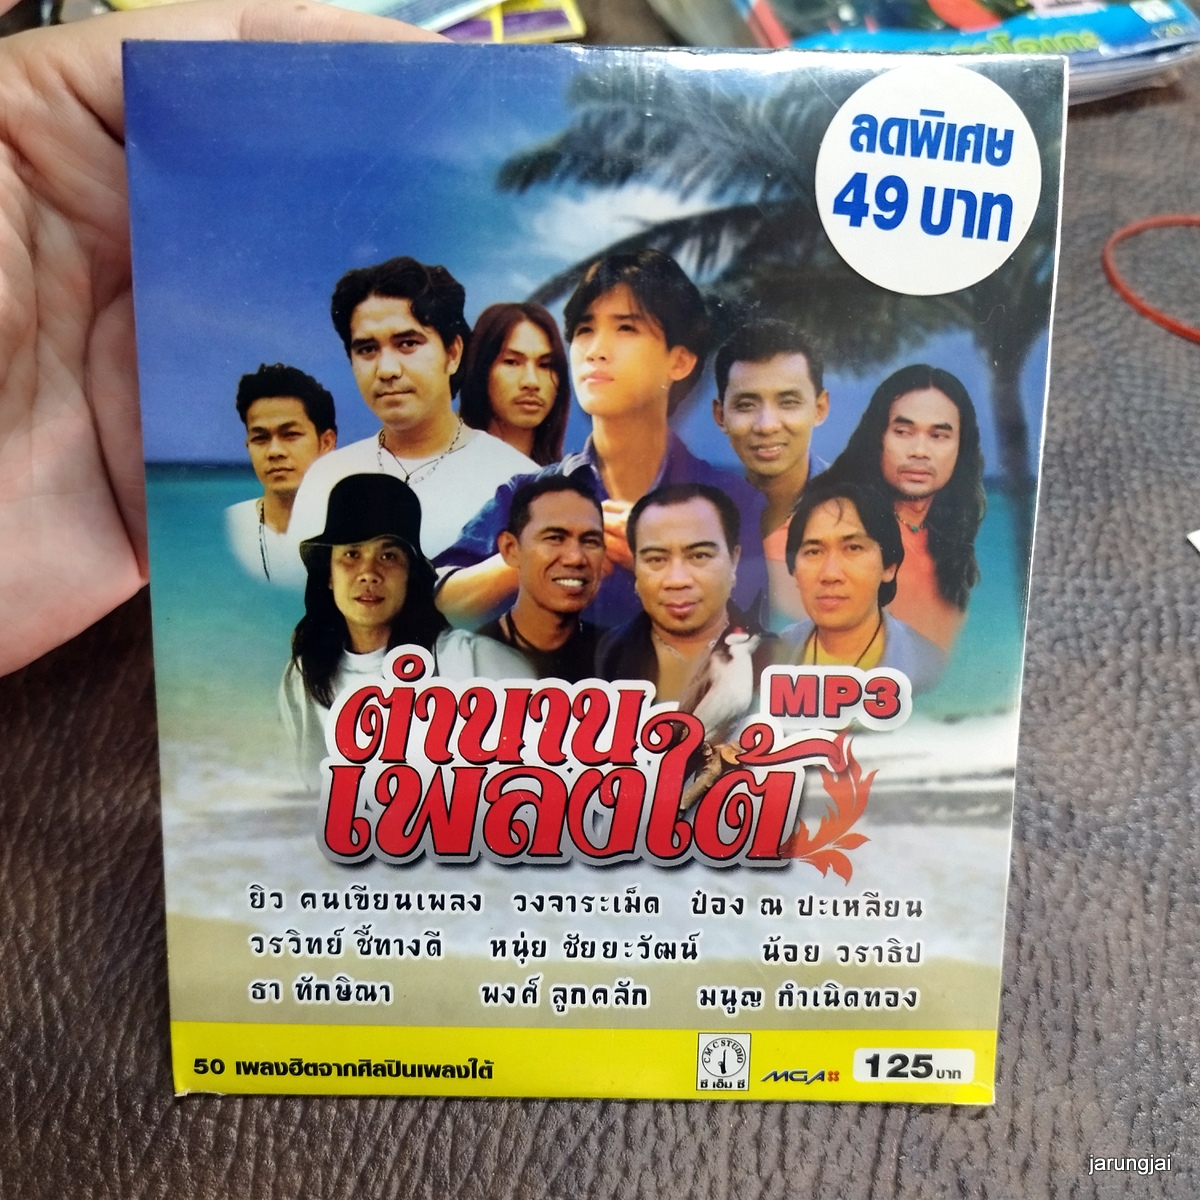 ลดพิเศษ
49 บาท
MP3
ตำนาน
เพลงใต้
ยิว คนเขียนเพลง วงจาระเม็ด ป๋อง ณ ปะเหลียน
วรวิทย์ ชี้ทางดี หนุ่ย ชัยยะวัฒน์ น้อย วราธิป
ธา ทักษิณา พงศ์ ลูกคลัก มนูญ กำเนิดทอง
50 เพลงฮิตจากศิลปินเพลงใต้
CMC STUDIO
ซี เอ็ม ซี
MGA
125 บาท
jarungjai